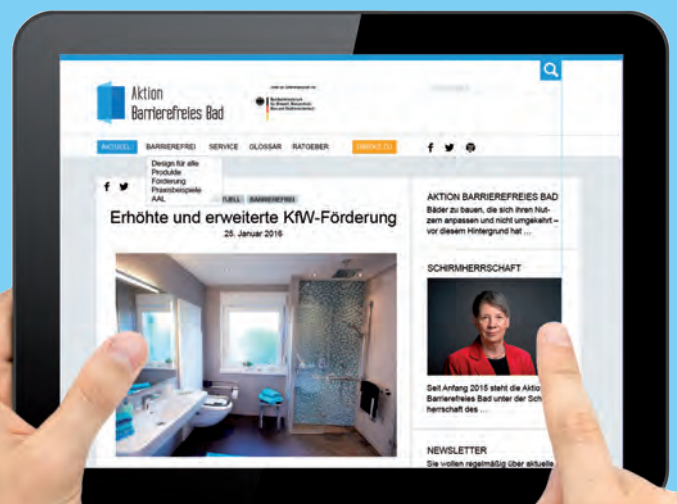 Aktion
Barrierefreies Bad
AKTUELL
BARRIEREFREI
SERVICE
GLOSSAR
RATGEBER
Design für alle
Produkte
Förderung
Praxisbeispiele
AAL
BARRIEREFREI
Erhöhte und erweiterte KfW-Förderung
25. Januar 2016
AKTION BARRIEREFREIES BAD
Bäder zu bauen, die sich ihren Nut-
zern anpassen und nicht umgekehrt –
vor diesem Hintergrund hat ...
SCHIRMHERRSCHAFT
Seit Anfang 2015 steht die Aktio
Barrierefreies Bad unter der Sch
herrschaft des ...
NEWSLETTER
Sie wollen regelmäßig über aktuelle